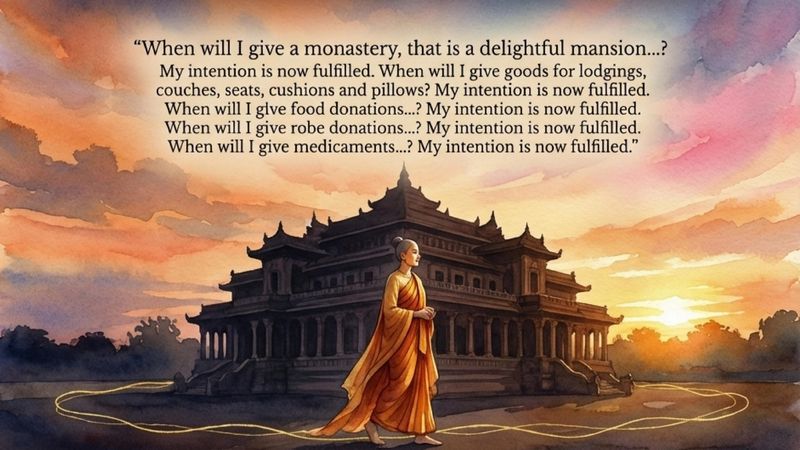 “When will I give a monastery, that is a delightful mansion...?
My intention is now fulfilled. When will I give goods for lodgings,
couches, seats, cushions and pillows? My intention is now fulfilled.
When will I give food donations...? My intention is now fulfilled.
When will I give robe donations...? My intention is now fulfilled.
When will I give medicaments...? My intention is now fulfilled.”